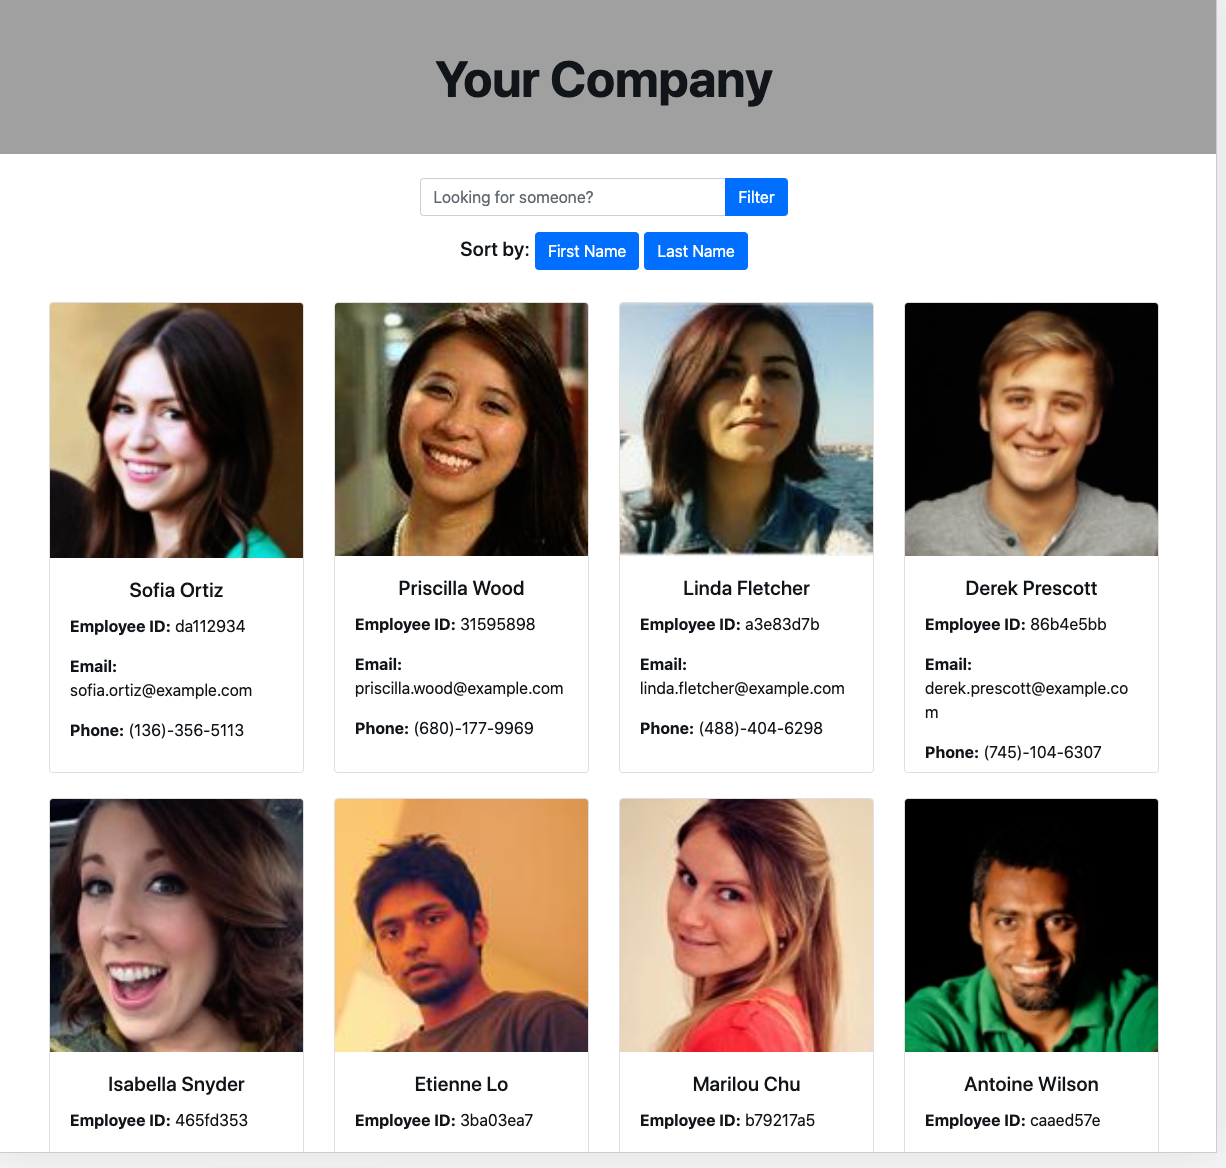 Your Company
Looking for someone? Filter
Sort by: First Name Last Name
Sofia Ortiz
Employee ID: da112934
Email:
sofia.ortiz@example.com
Phone: (136)-356-5113
Priscilla Wood
Employee ID: 31595898
Email:
priscilla.wood@example.com
Phone: (680)-177-9969
Linda Fletcher
Employee ID: a3e83d7b
Email:
linda.fletcher@example.com
Phone: (488)-404-6298
Derek Prescott
Employee ID: 86b4e5bb
Email:
derek.prescott@example.co
m
Phone: (745)-104-6307
Isabella Snyder
Employee ID: 465fd353
Etienne Lo
Employee ID: 3ba03ea7
Marilou Chu
Employee ID: b79217a5
Antoine Wilson
Employee ID: caaed57e